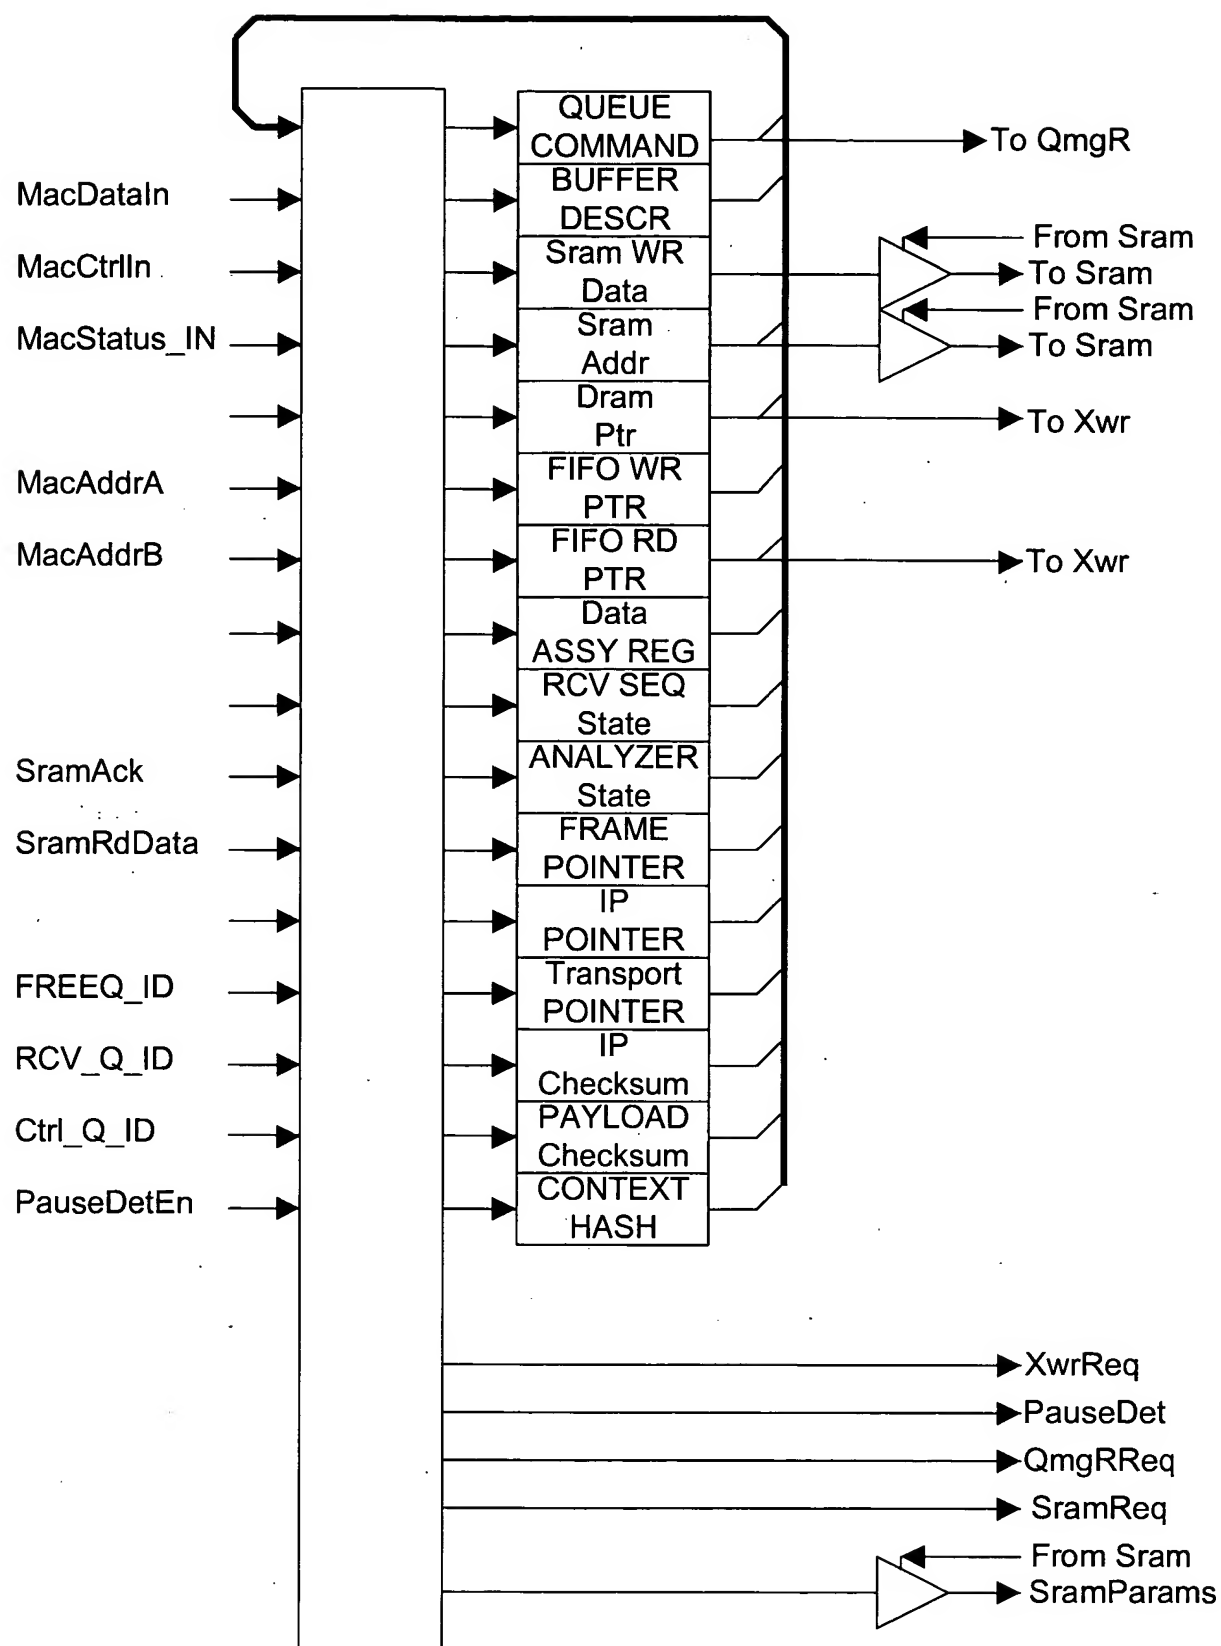 QUEUE
COMMAND
To QmgR
MacDataIn
BUFFER
DESCR
MacCtrlIn
Sram WR
Data
From Sram
To Sram
MacStatus_IN
Sram
Addr
From Sram
To Sram
Dram
Ptr
To Xwr
MacAddrA
FIFO WR
PTR
MacAddrB
FIFO RD
PTR
To Xwr
Data
ASSY REG
RCV SEQ
State
SramAck
ANALYZER
State
SramRdData
FRAME
POINTER
IP
POINTER
FREEQ_ID
Transport
POINTER
RCV_Q_ID
IP
Checksum
Ctrl_Q_ID
PAYLOAD
Checksum
PauseDetEn
CONTEXT
HASH
XwrReq
PauseDet
QmgRReq
SramReq
From Sram
SramParams